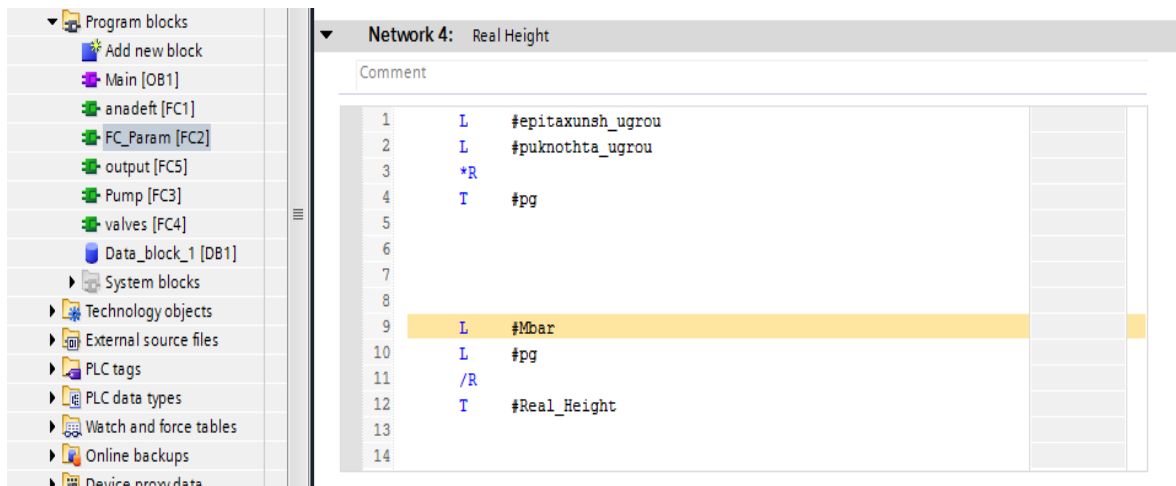 Program blocks
Add new block
Main [OB1]
anadeft [FC1]
FC_Param [FC2]
output [FC5]
Pump [FC3]
valves [FC4]
Data_block_1 [DB1]
System blocks
Technology objects
External source files
PLC tags
PLC data types
Watch and force tables
Online backups
Device proxy data
Network 4: Real Height
Comment
1 L #epitaxunsh_ugrou
2 L #puknothta_ugrou
3 *R
4 T #pg
5
6
7
8
9 L #Mbar
10 L #pg
11 /R
12 T #Real_Height
13
14